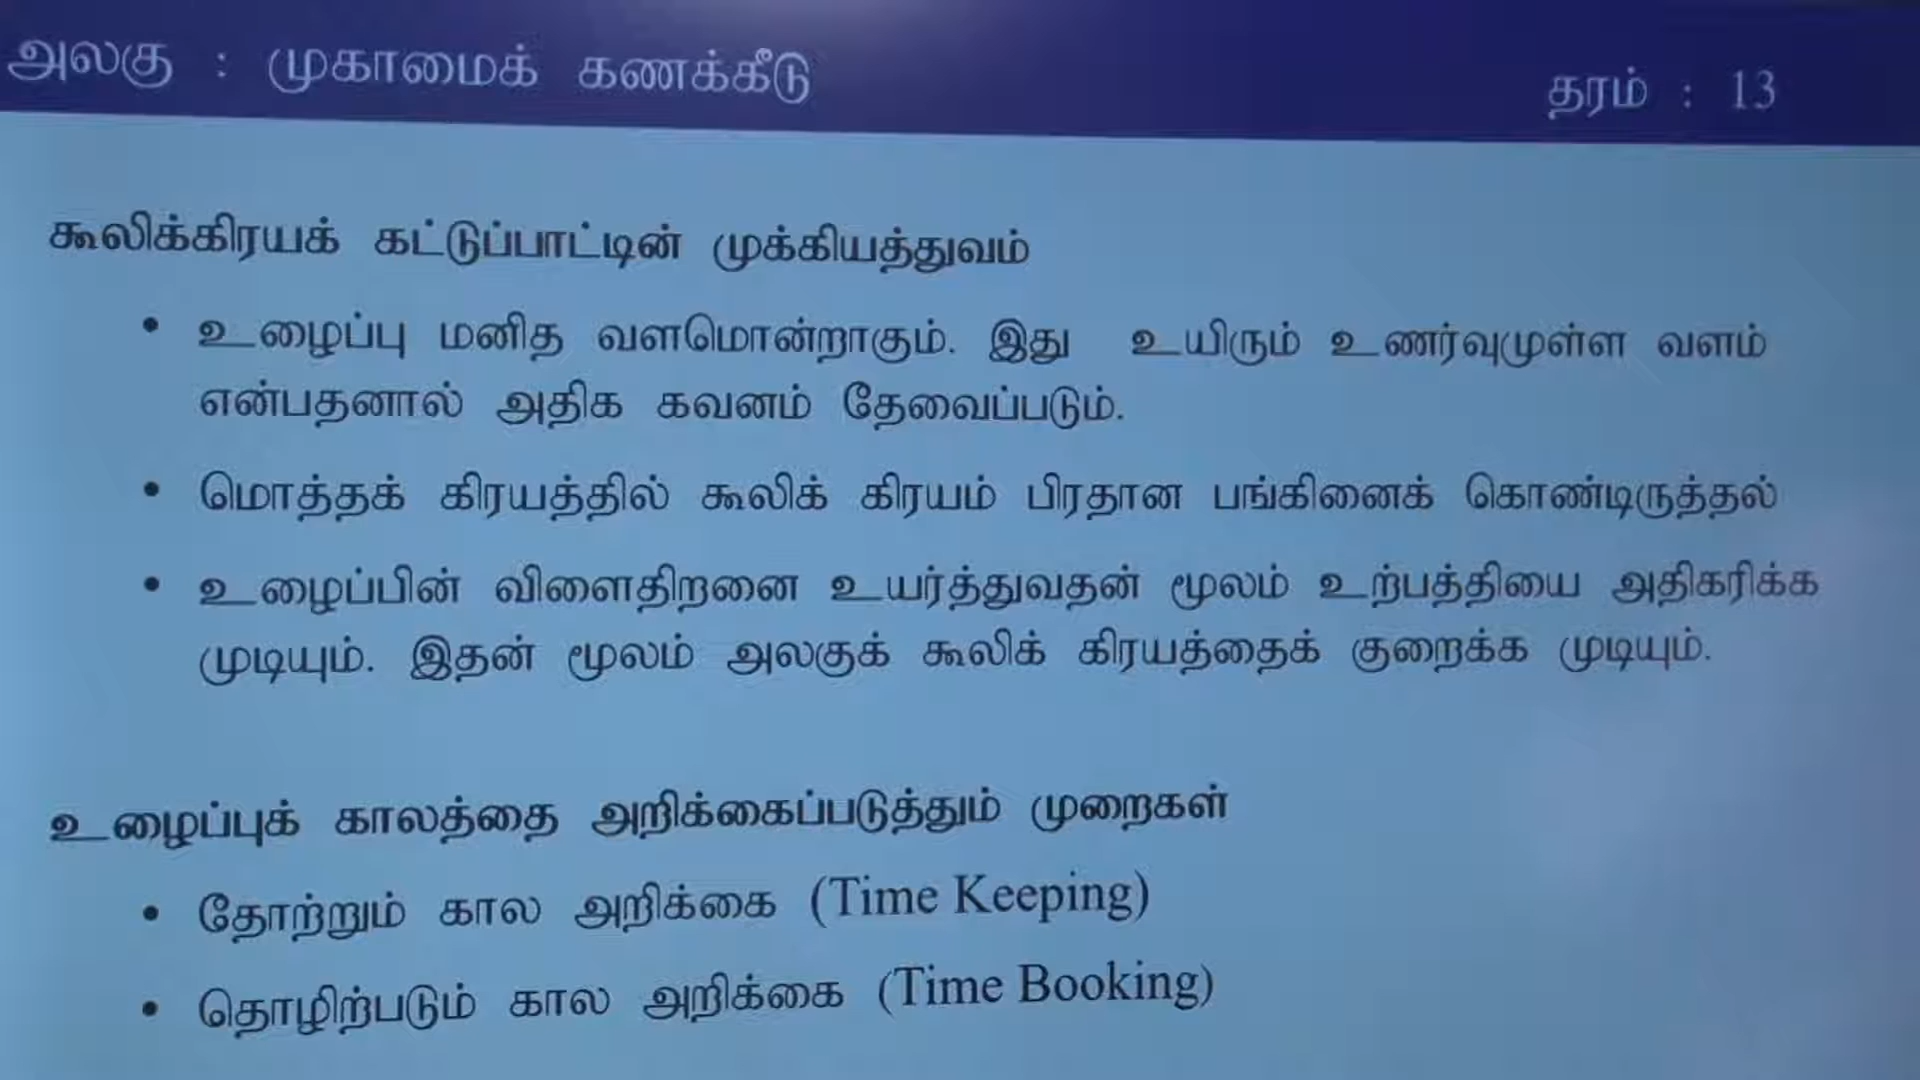 அலகு : முகாமைக் கணக்கீடு
தரம் : 13
கூலிக்கிரயக் கட்டுப்பாட்டின் முக்கியத்துவம்
• உழைப்பு மனித வளமொன்றாகும். இது உயிரும் உணர்வுமுள்ள வளம்
என்பதனால் அதிக கவனம் தேவைப்படும்.
• மொத்தக் கிரயத்தில் கூலிக் கிரயம் பிரதான பங்கினைக் கொண்டிருத்தல்
• உழைப்பின் விளைதிறனை உயர்த்துவதன் மூலம் உற்பத்தியை அதிகரிக்க
முடியும். இதன் மூலம் அலகுக் கூலிக் கிரயத்தைக் குறைக்க முடியும்.
உழைப்புக் காலத்தை அறிக்கைப்படுத்தும் முறைகள்
• தோற்றும் கால அறிக்கை (Time Keeping)
• தொழிற்படும் கால அறிக்கை (Time Booking)